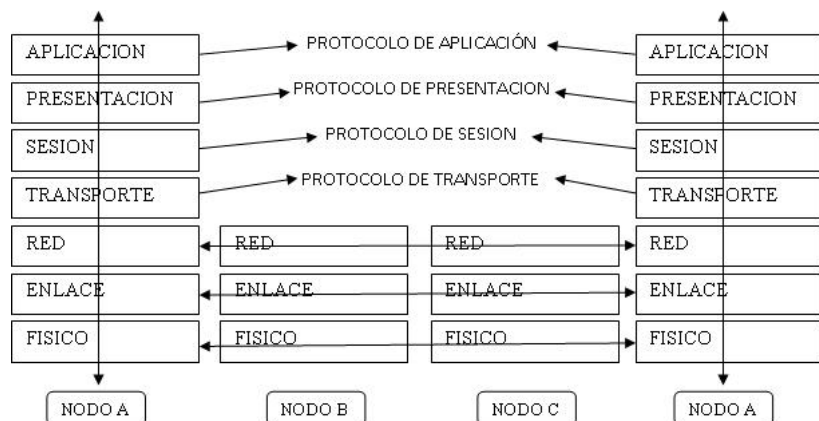 APLICACION PROTOCOLO DE APLICACIÓN APLICACION
PRESENTACION PROTOCOLO DE PRESENTACION PRESENTACION
SESION PROTOCOLO DE SESION SESION
TRANSPORTE PROTOCOLO DE TRANSPORTE TRANSPORTE
RED RED RED RED
ENLACE ENLACE ENLACE ENLACE
FISICO FISICO FISICO FISICO
NODO A NODO B NODO C NODO A